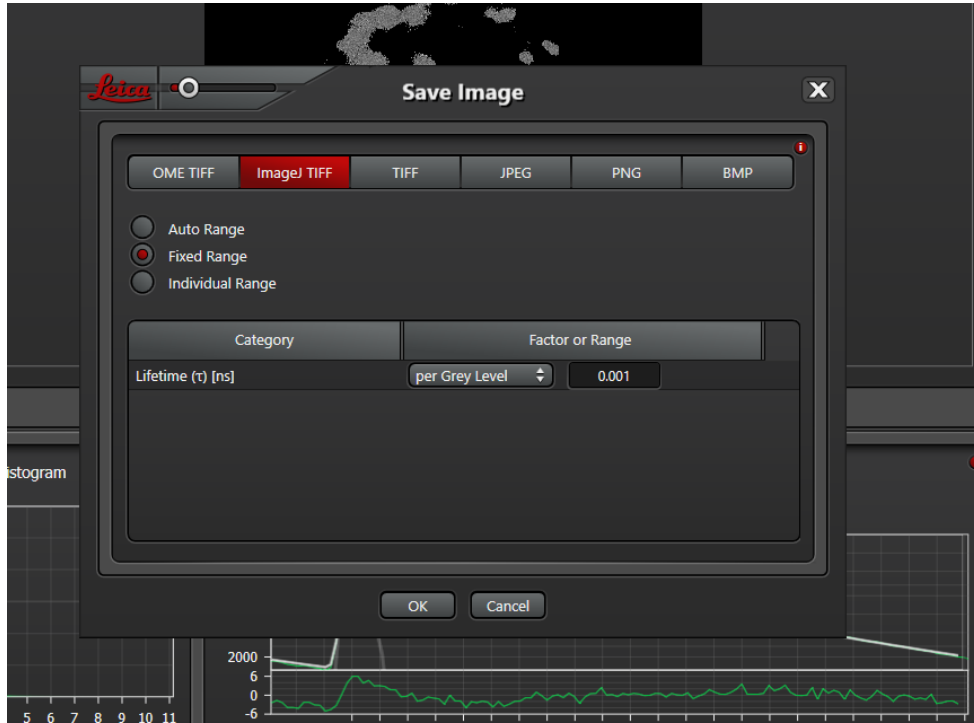 Leica
Save Image
X
i
OME TIFF ImageJ TIFF TIFF JPEG PNG BMP
Auto Range
Fixed Range
Individual Range
Category Factor or Range
Lifetime (τ) [ns] per Grey Level 0.001
istogram
OK Cancel
2000
6
0
-6
5 6 7 8 9 10 11